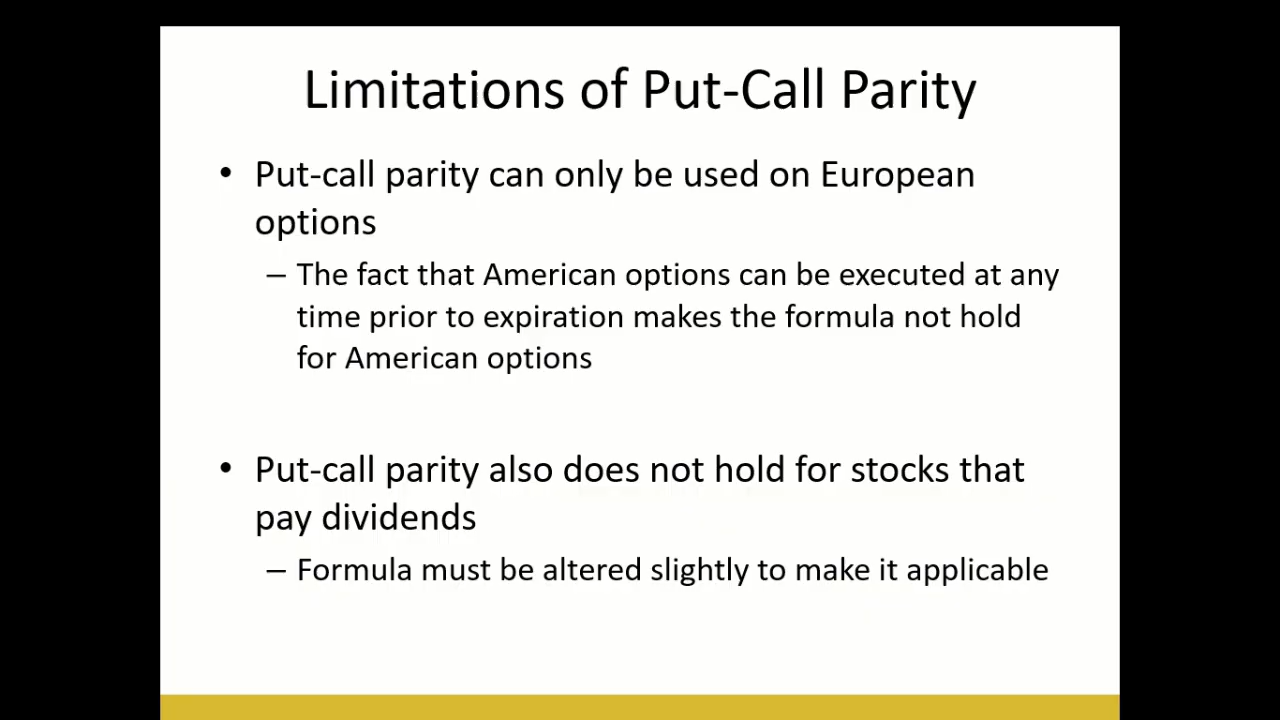 Limitations of Put-Call Parity
• Put-call parity can only be used on European
options
– The fact that American options can be executed at any
time prior to expiration makes the formula not hold
for American options
• Put-call parity also does not hold for stocks that
pay dividends
– Formula must be altered slightly to make it applicable